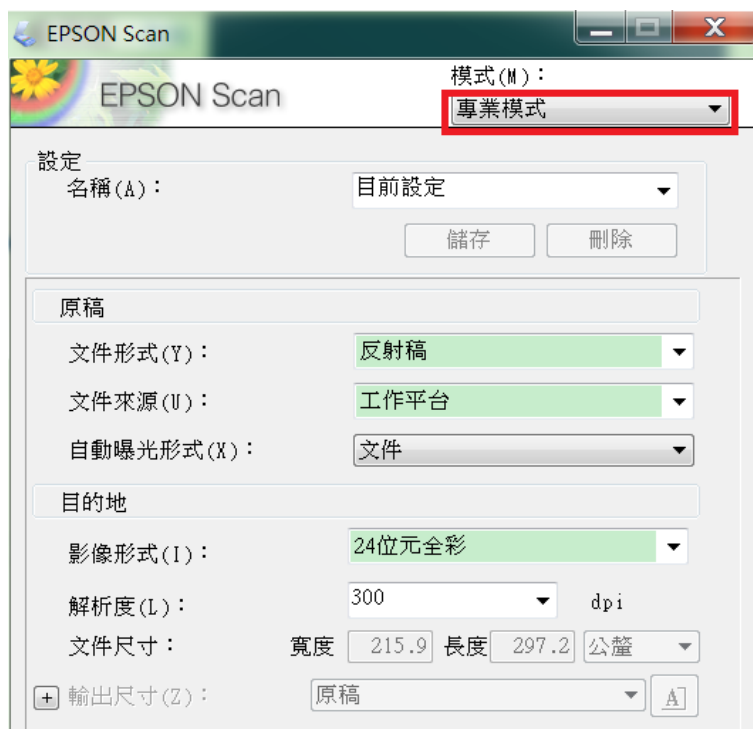 EPSON Scan
EPSON Scan
模式(M)：
專業模式
設定
名稱(A)： 目前設定
儲存 刪除
原稿
文件形式(Y)： 反射稿
文件來源(U)： 工作平台
自動曝光形式(X)： 文件
目的地
影像形式(I)： 24位元全彩
解析度(L)： 300 dpi
文件尺寸： 寬度 215.9 長度 297.2 公釐
+ 輸出尺寸(Z)： 原稿 A